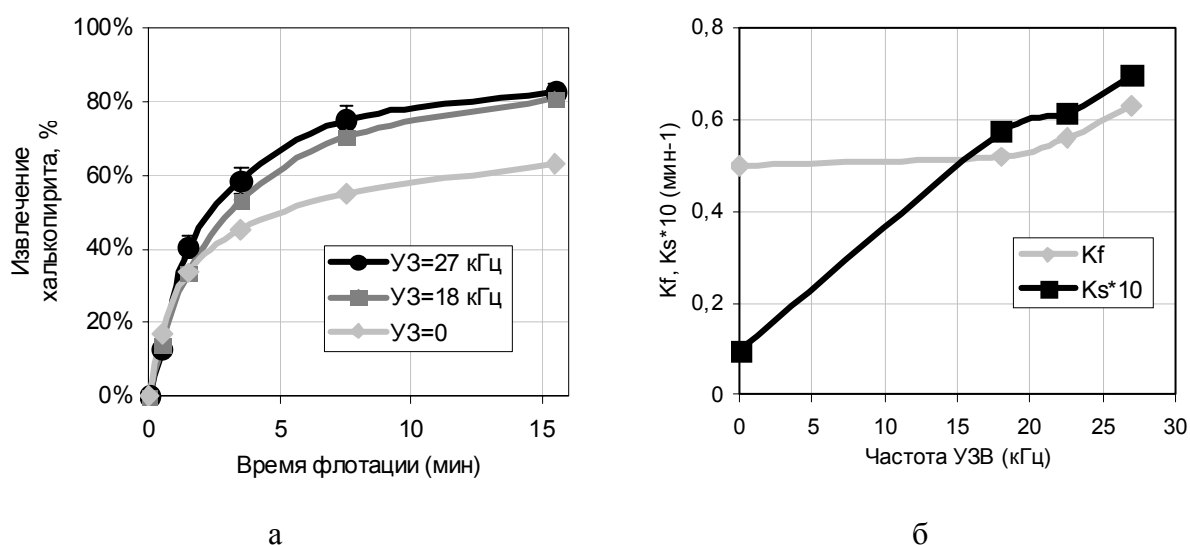 100%
80%
60%
40%
20%
0%
0
5
10
15
Извлечение
халькопирита, %
Время флотации (мин)
УЗ=27 кГц
УЗ=18 кГц
УЗ=0
а
0,8
0,6
0,4
0,2
0
0
5
10
15
20
25
30
Kf, Ks*10 (мин-1)
Частота УЗВ (кГц)
Kf
Ks*10
б